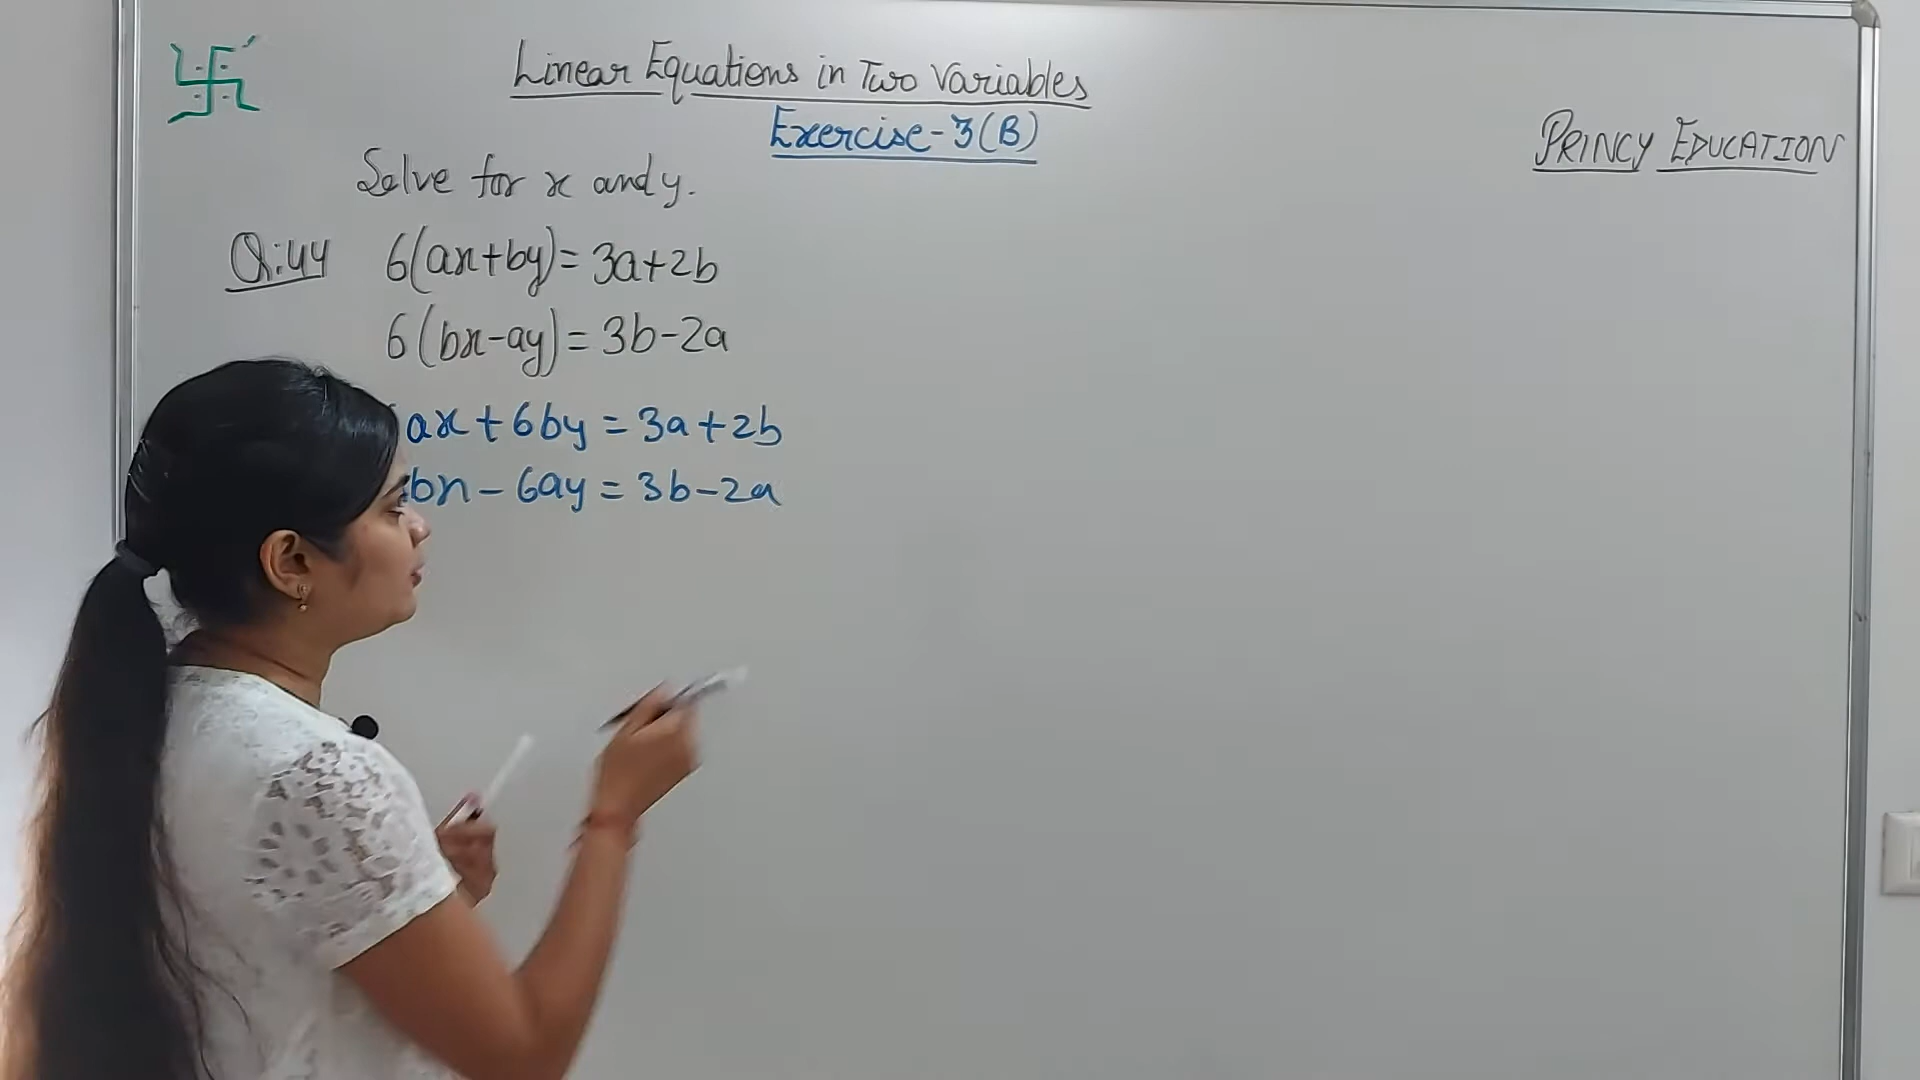 Linear Equations in Two Variables
Exercise-3(B)
PRINCY EDUCATION
Solve for x and y.
Q:44 6(ax+by)= 3a+2b
6(bx-ay)= 3b-2a
ax + 6by = 3a+2b
bx - 6ay = 3b-2a